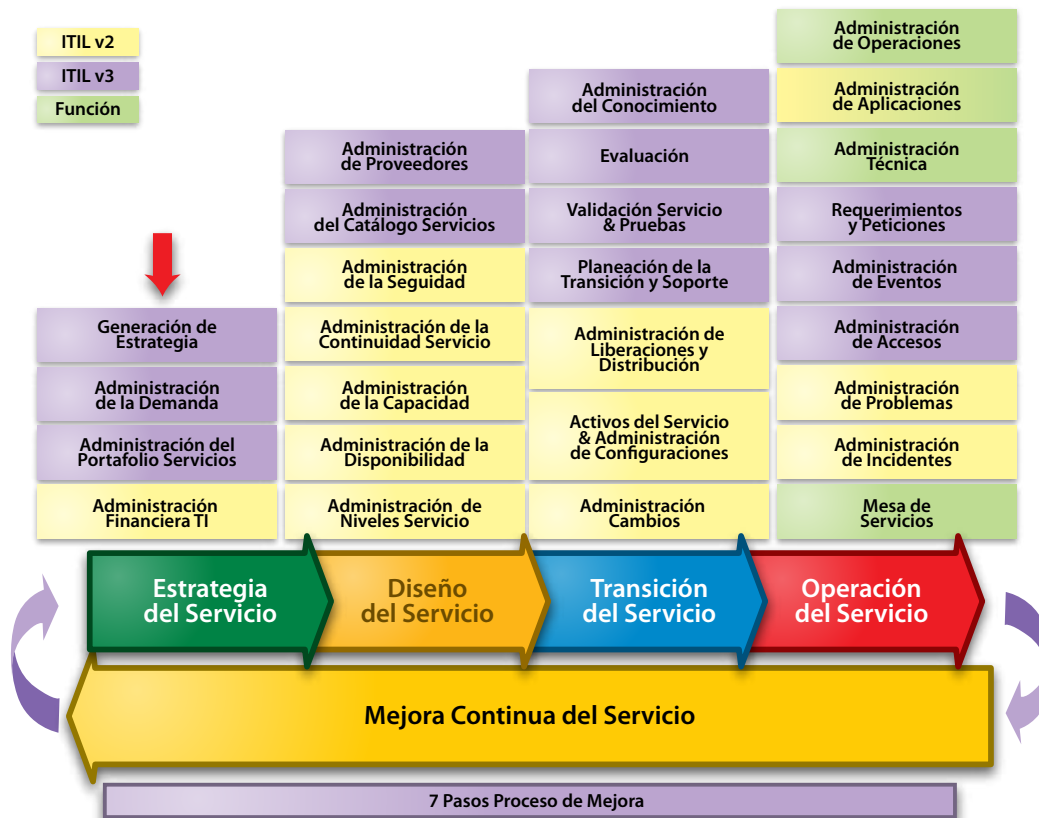 ITIL v2
ITIL v3
Función
Generación de
Estrategia
Administración
de la Demanda
Administración del
Portafolio Servicios
Administración
Financiera TI
Administración
de Proveedores
Administración
del Catálogo Servicios
Administración
de la Seguidad
Administración de la
Continuidad Servicio
Administración
de la Capacidad
Administración de la
Disponibilidad
Administración de
Niveles Servicio
Administración
del Conocimiento
Evaluación
Validación Servicio
& Pruebas
Planeación de la
Transición y Soporte
Administración de
Liberaciones y
Distribución
Activos del Servicio
& Administración
de Configuraciones
Administración
Cambios
Administración
de Operaciones
Administración
de Aplicaciones
Administración
Técnica
Requerimientos
y Peticiones
Administración
de Eventos
Administración
de Accesos
Administración
de Problemas
Administración
de Incidentes
Mesa de
Servicios
Estrategia
del Servicio
Diseño
del Servicio
Transición
del Servicio
Operación
del Servicio
Mejora Continua del Servicio
7 Pasos Proceso de Mejora